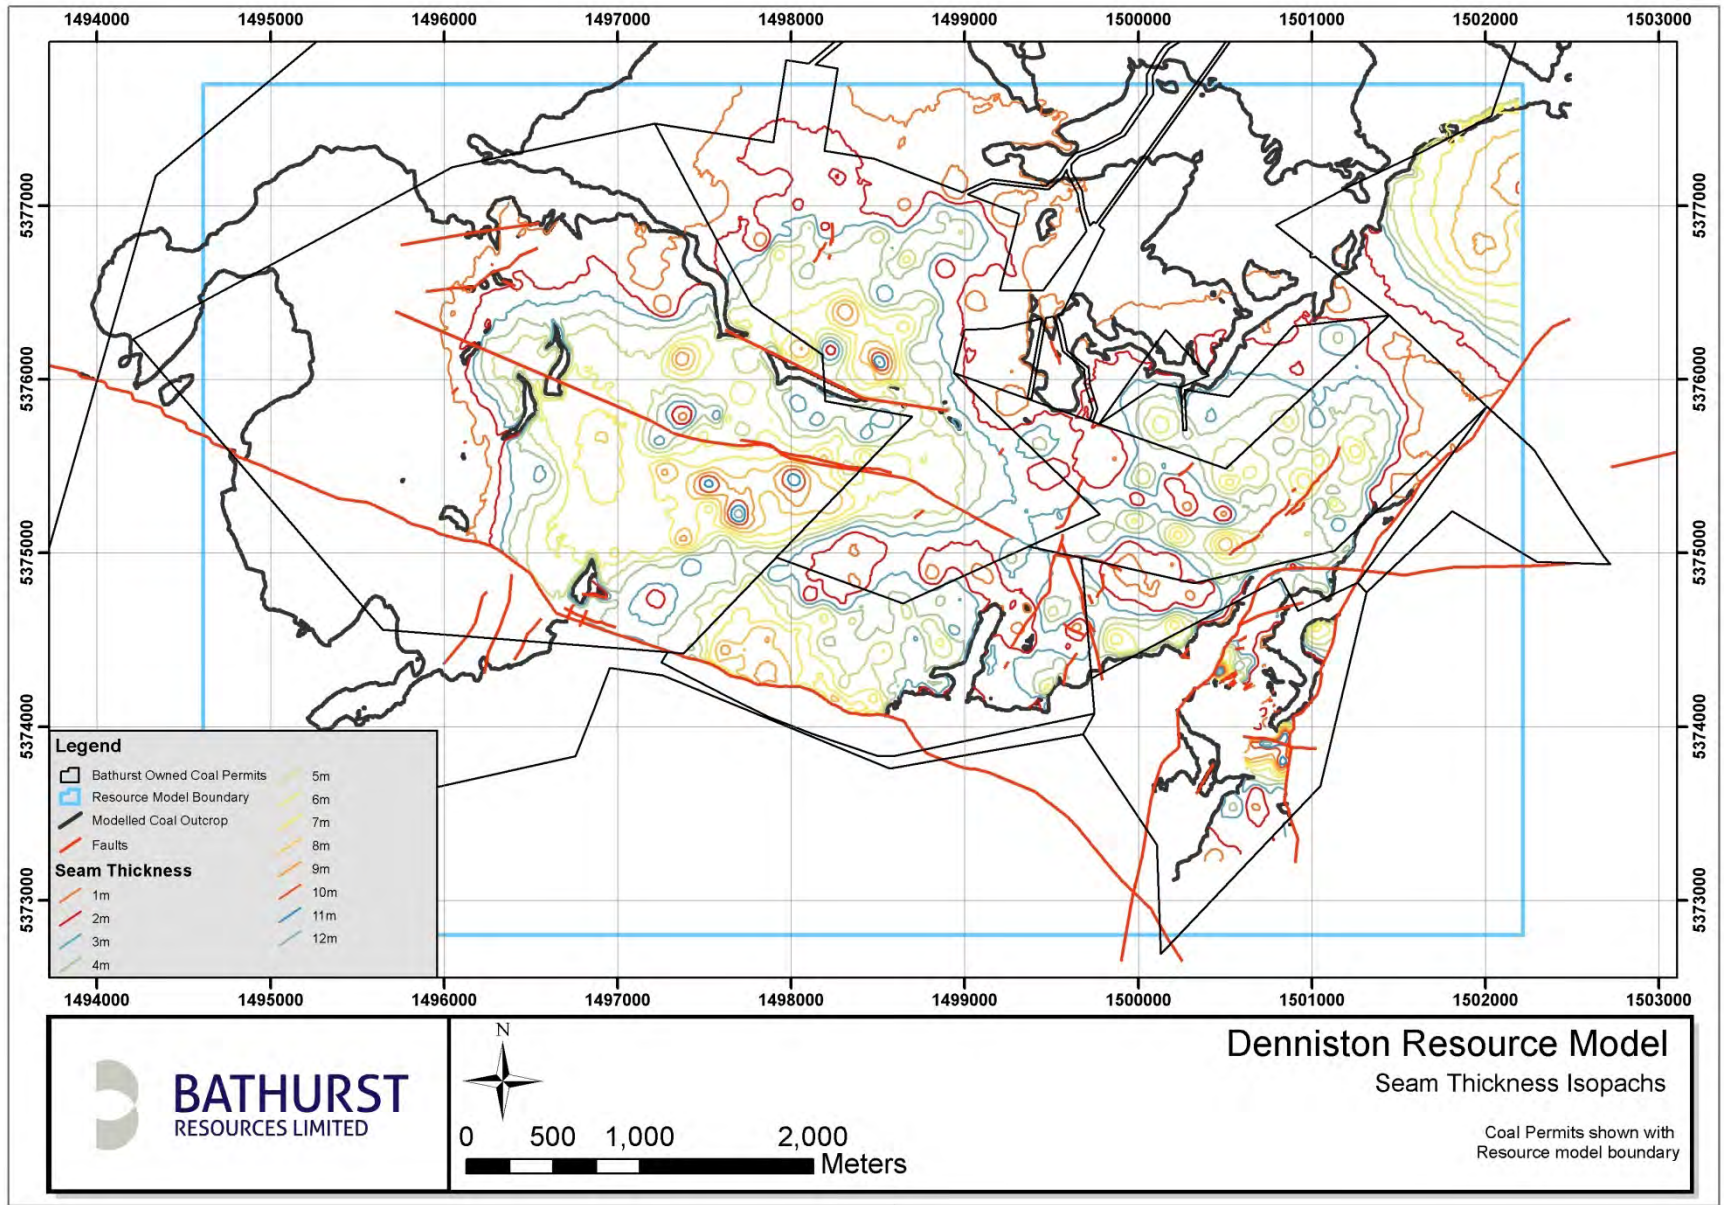 1494000 1495000 1496000 1497000 1498000 1499000 1500000 1501000 1502000 1503000
5377000 5377000
5376000 5376000
5375000 5375000
5374000 5374000
5373000 5373000
Legend
Bathurst Owned Coal Permits
Resource Model Boundary
Modelled Coal Outcrop
Faults
Seam Thickness
1m
2m
3m
4m
5m
6m
7m
8m
9m
10m
11m
12m
1494000 1495000 1496000 1497000 1498000 1499000 1500000 1501000 1502000 1503000
BATHURST
RESOURCES LIMITED
N
0 500 1,000 2,000
Meters
Denniston Resource Model
Seam Thickness Isopachs
Coal Permits shown with
Resource model boundary